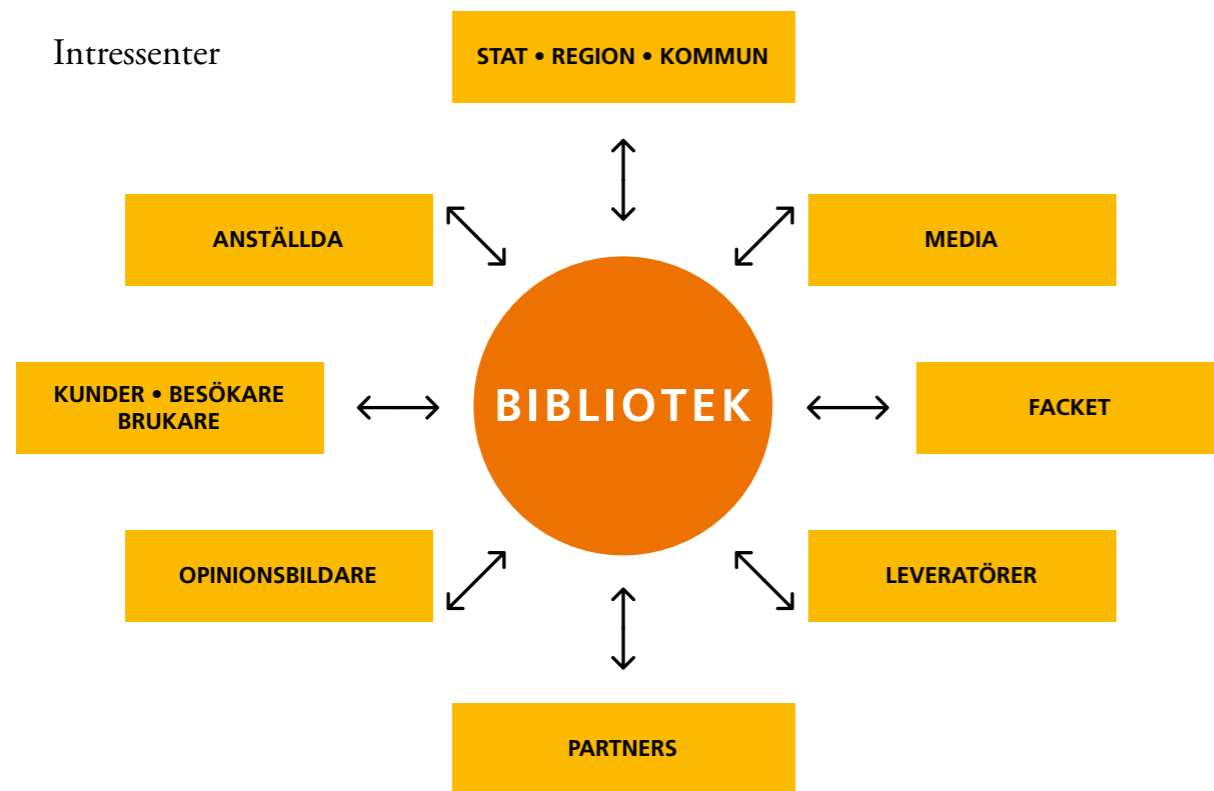 Intressenter
STAT • REGION • KOMMUN
ANSTÄLLDA
MEDIA
KUNDER • BESÖKARE
BRUKARE
BIBLIOTEK
FACKET
OPINIONSBILDARE
LEVERATÖRER
PARTNERS